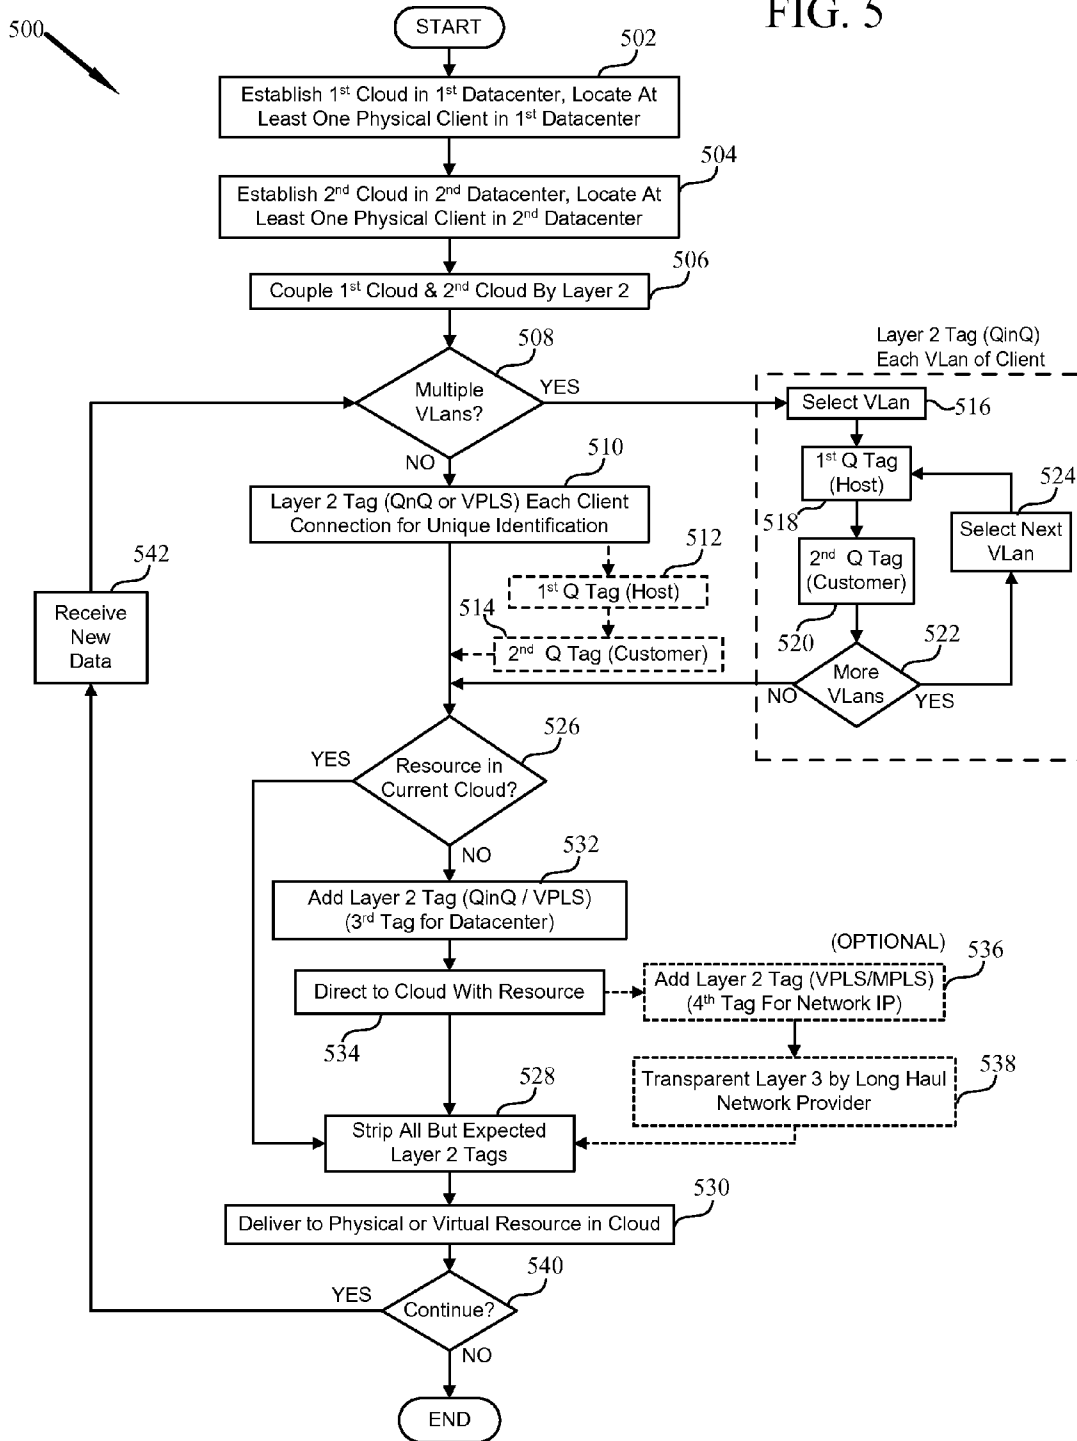 FIG. 5
500
START
502
Establish 1st Cloud in 1st Datacenter, Locate At
Least One Physical Client in 1st Datacenter
504
Establish 2nd Cloud in 2nd Datacenter, Locate At
Least One Physical Client in 2nd Datacenter
506
Couple 1st Cloud & 2nd Cloud By Layer 2
508
Multiple
VLans?
YES
NO
Layer 2 Tag (QinQ)
Each VLan of Client
Select VLan
516
1st Q Tag
(Host)
518
2nd Q Tag
(Customer)
520
522
More
VLans
NO
YES
524
Select Next
VLan
510
Layer 2 Tag (QnQ or VPLS) Each Client
Connection for Unique Identification
512
1st Q Tag (Host)
514
2nd Q Tag (Customer)
542
Receive
New
Data
526
Resource in
Current Cloud?
YES
NO
532
Add Layer 2 Tag (QinQ / VPLS)
(3rd Tag for Datacenter)
Direct to Cloud With Resource
534
(OPTIONAL)
536
Add Layer 2 Tag (VPLS/MPLS)
(4th Tag For Network IP)
538
Transparent Layer 3 by Long Haul
Network Provider
528
Strip All But Expected
Layer 2 Tags
530
Deliver to Physical or Virtual Resource in Cloud
540
Continue?
YES
NO
END